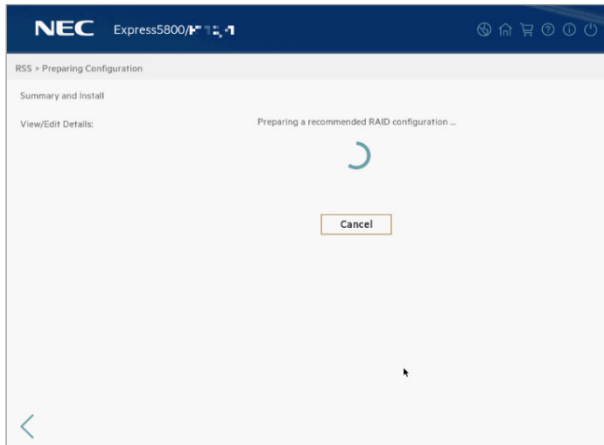 NEC Express5800/
RSS > Preparing Configuration
Summary and Install
View/Edit Details:
Preparing a recommended RAID configuration ...
Cancel